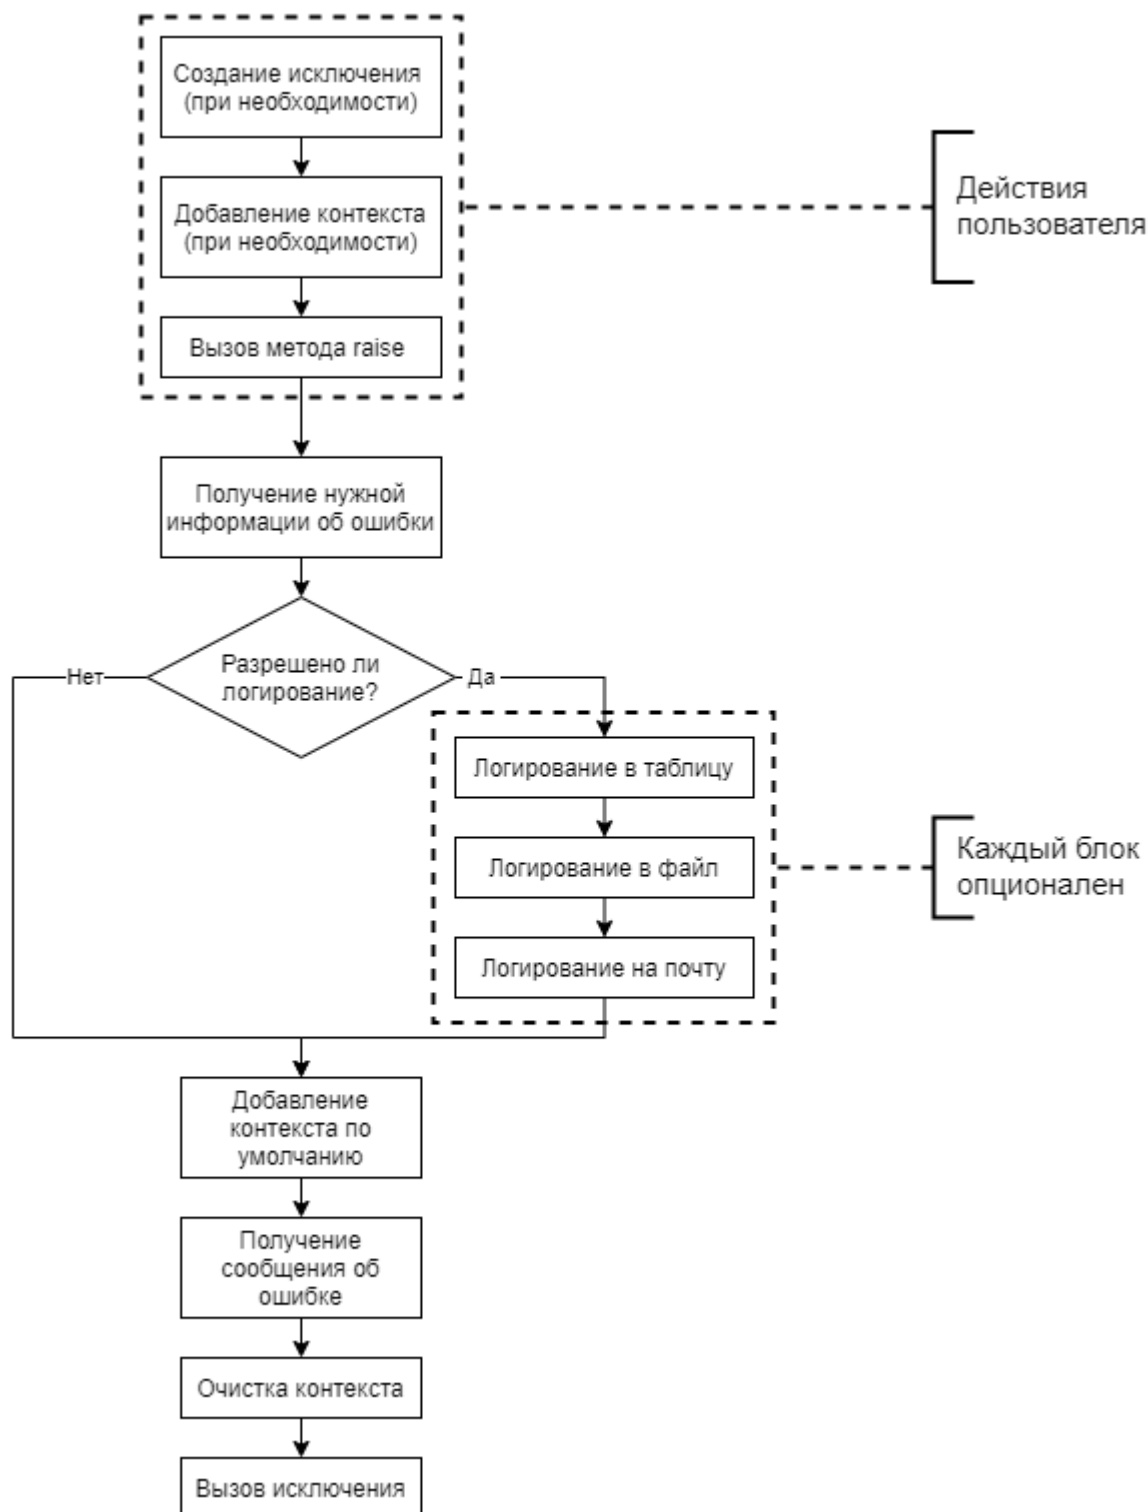 Создание исключения
(при необходимости)
Добавление контекста
(при необходимости)
Действия
пользователя
Вызов метода raise
Получение нужной
информации об ошибки
Разрешено ли
логирование?
Нет
Да
Логирование в таблицу
Логирование в файл
Логирование на почту
Каждый блок
опционален
Добавление
контекста по
умолчанию
Получение
сообщения об
ошибке
Очистка контекста
Вызов исключения